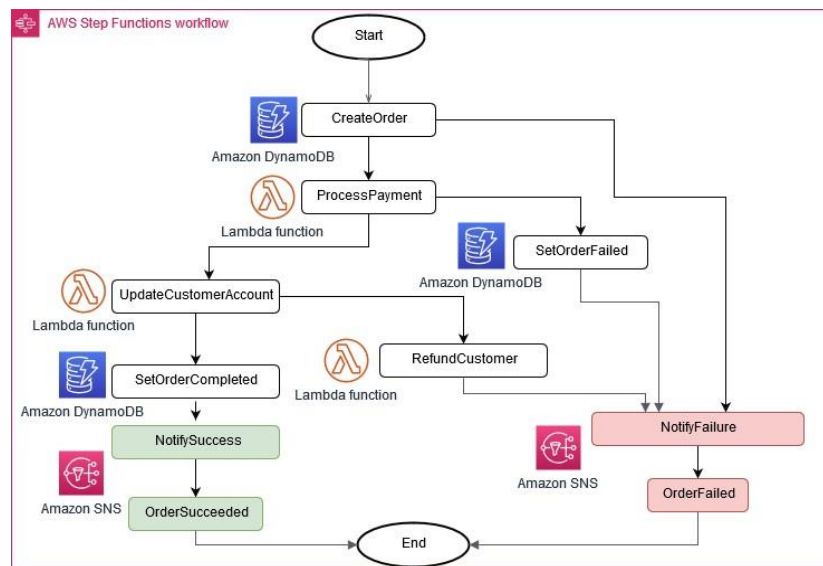 AWS Step Functions workflow
Start
CreateOrder
Amazon DynamoDB
ProcessPayment
Lambda function
SetOrderFailed
Amazon DynamoDB
UpdateCustomerAccount
Lambda function
RefundCustomer
Lambda function
SetOrderCompleted
Amazon DynamoDB
NotifySuccess
NotifyFailure
Amazon SNS
Amazon SNS
OrderFailed
OrderSucceeded
End